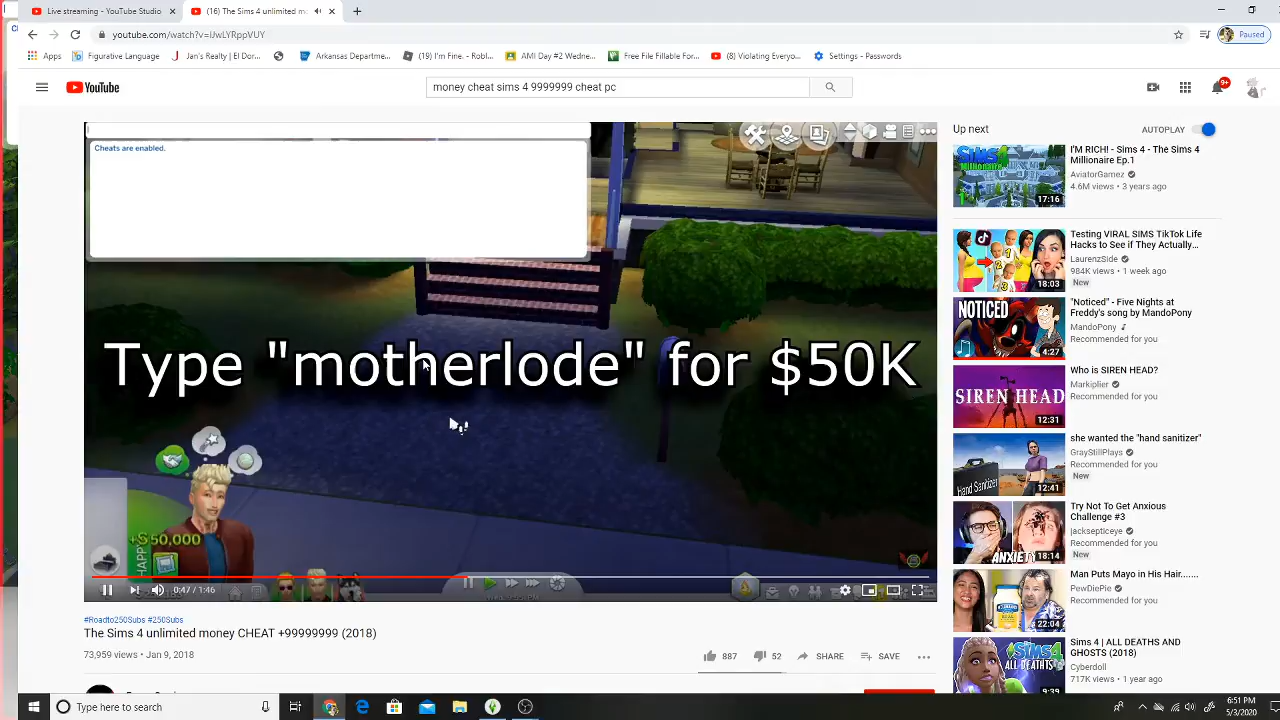 Live streaming - YouTube Studio
(16) The Sims 4 unlimited m
youtube.com/watch?v=iJwLYRppVUY
Paused
Apps
Figurative Language
Jan's Realty | El Dor...
Arkansas Departme...
(19) I'm Fine. - Robl...
AMI Day #2 Wedne...
Free File Fillable For...
(8) Violating Everyo...
Settings - Passwords
YouTube
money cheat sims 4 9999999 cheat pc
9+
Cheats are enabled.
Type "motherlode" for $50K
+§50,000
HAPPY
0:47 / 1:46
#Roadto250Subs #250Subs
The Sims 4 unlimited money CHEAT +99999999 (2018)
73,959 views • Jan 9, 2018
887
52
SHARE
SAVE
Up next
AUTOPLAY
I'M RICH! - Sims 4 - The Sims 4
Millionaire Ep.1
AviatorGamez
4.6M views • 3 years ago
SIMS
Millionaire
17:16
Testing VIRAL SIMS TikTok Life
Hacks to See if They Actually...
LaurenzSide
984K views • 1 week ago
New
18:03
"Noticed" - Five Nights at
Freddy's song by MandoPony
MandoPony
Recommended for you
NOTICED
4:27
Who is SIREN HEAD?
Markiplier
Recommended for you
SIREN HEAD
12:31
she wanted the "hand sanitizer"
GrayStillPlays
Recommended for you
New
Hand Sanitizer
12:41
Try Not To Get Anxious
Challenge #3
jacksepticeye
Recommended for you
New
ANXIETY
18:14
Man Puts Mayo in His Hair.......
PewDiePie
Recommended for you
22:04
Sims 4 | ALL DEATHS AND
GHOSTS (2018)
Cyberdoll
717K views • 1 year ago
9:39
Type here to search
6:51 PM
5/3/2020